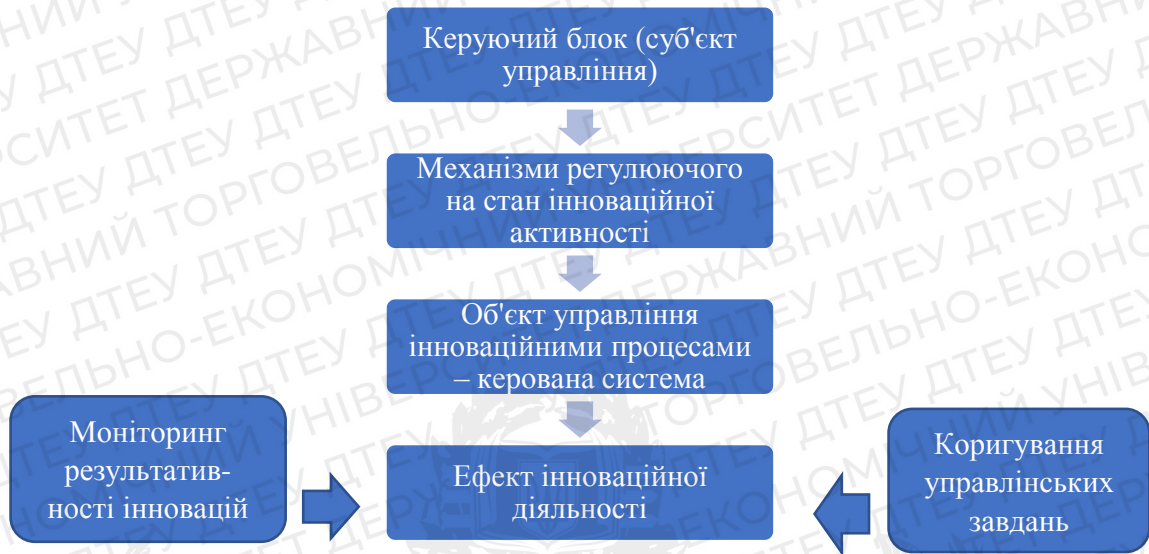 Керуючий блок (суб'єкт
управління)
Механізми регулюючого
на стан інноваційної
активності
Об'єкт управління
інноваційними процесами
– керована система
Моніторинг
результатив-
ності інновацій
Ефект інноваційної
діяльності
Коригування
управлінських
завдань